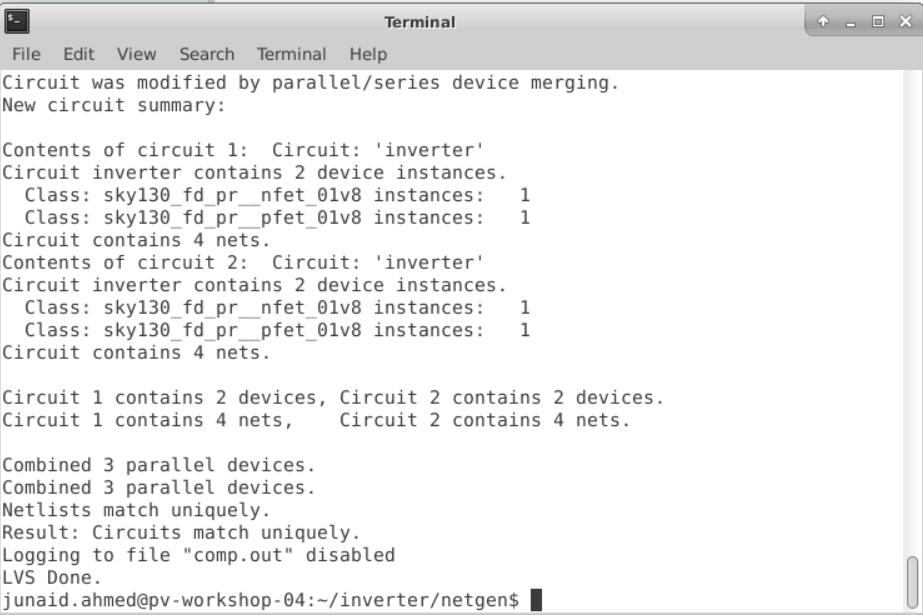 Terminal
File Edit View Search Terminal Help
Circuit was modified by parallel/series device merging.
New circuit summary:
Contents of circuit 1:  Circuit: 'inverter'
Circuit inverter contains 2 device instances.
  Class: sky130_fd_pr__nfet_01v8 instances:   1
  Class: sky130_fd_pr__pfet_01v8 instances:   1
Circuit contains 4 nets.
Contents of circuit 2:  Circuit: 'inverter'
Circuit inverter contains 2 device instances.
  Class: sky130_fd_pr__nfet_01v8 instances:   1
  Class: sky130_fd_pr__pfet_01v8 instances:   1
Circuit contains 4 nets.
Circuit 1 contains 2 devices, Circuit 2 contains 2 devices.
Circuit 1 contains 4 nets,    Circuit 2 contains 4 nets.
Combined 3 parallel devices.
Combined 3 parallel devices.
Netlists match uniquely.
Result: Circuits match uniquely.
Logging to file "comp.out" disabled
LVS Done.
junaid.ahmed@pv-workshop-04:~/inverter/netgen$